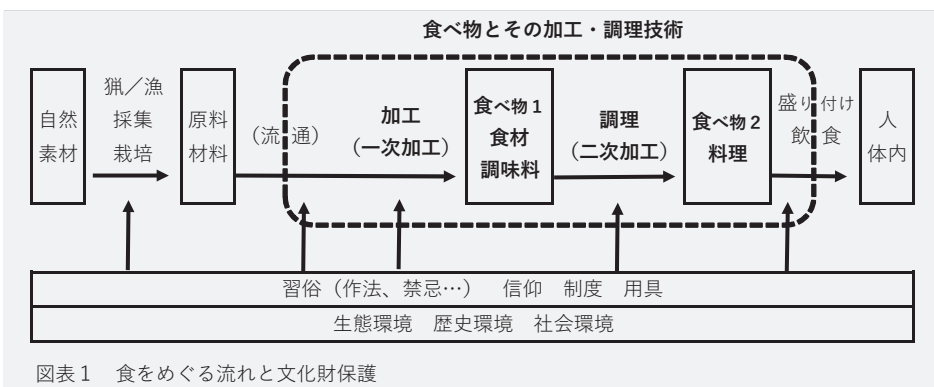 食べ物とその加工・調理技術
自然
素材
猟／漁
採集
栽培
原料
材料
（流通）
加工
（一次加工）
食べ物１
食材
調味料
調理
（二次加工）
食べ物２
料理
盛り付け
飲食
人
体内
習俗（作法、禁忌…）　信仰　制度　用具
生態環境　歴史環境　社会環境
図表１　食をめぐる流れと文化財保護